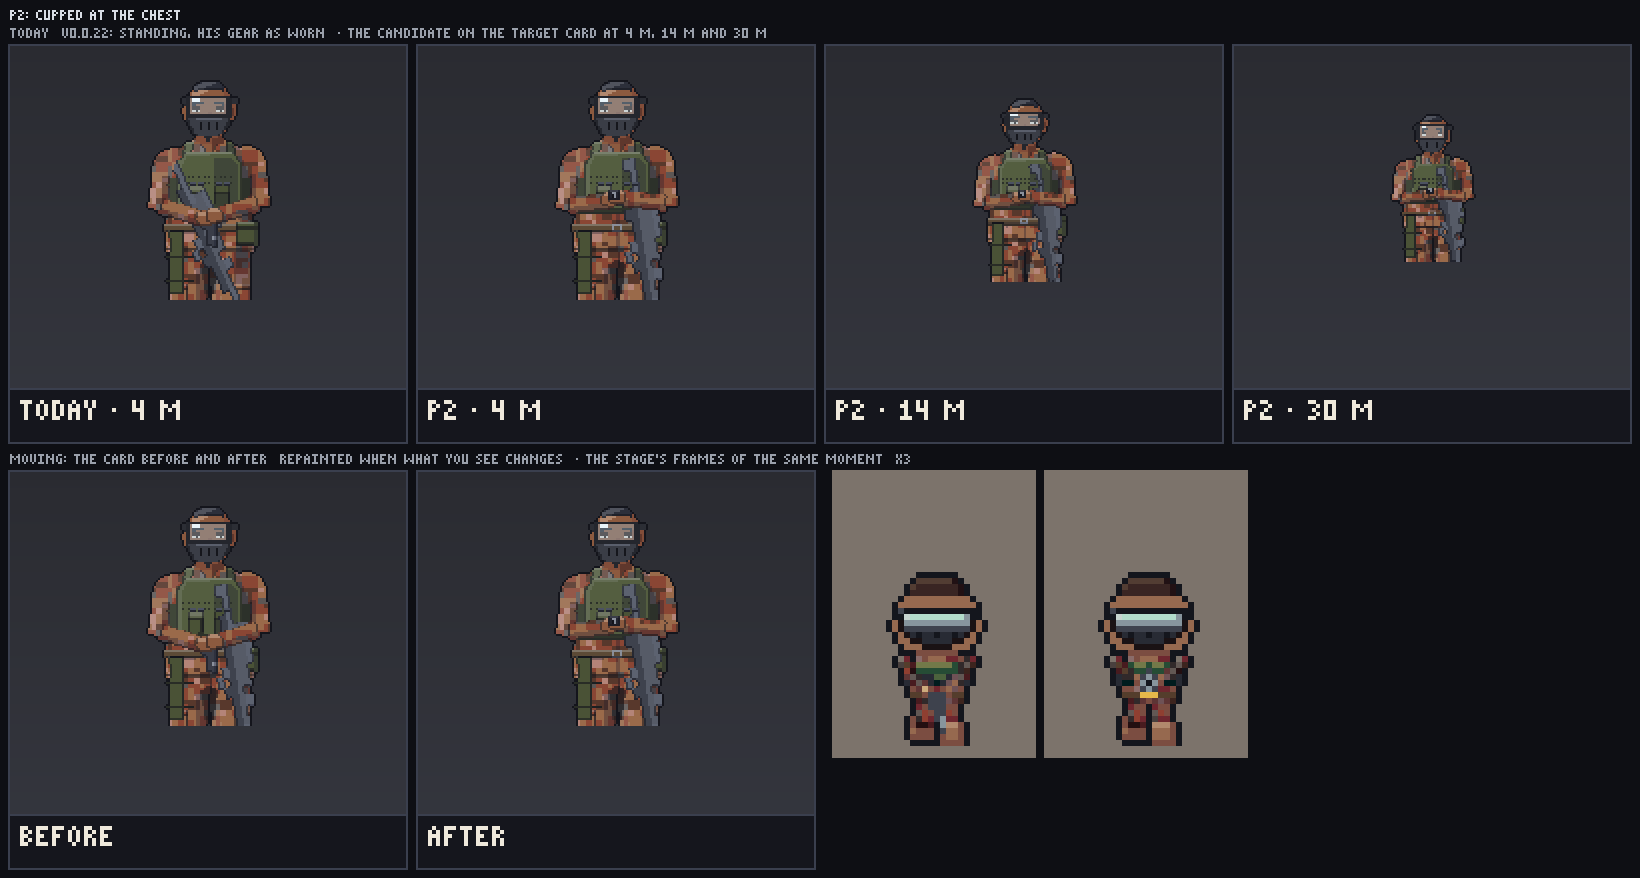 P2: CUPPED AT THE CHEST
TODAY V0.0.22: STANDING, HIS GEAR AS WORN · THE CANDIDATE ON THE TARGET CARD AT 4 M, 14 M AND 30 M
TODAY · 4 M
P2 · 4 M
P2 · 14 M
P2 · 30 M
MOVING: THE CARD BEFORE AND AFTER REPAINTED WHEN WHAT YOU SEE CHANGES · THE STAGE'S FRAMES OF THE SAME MOMENT X3
BEFORE
AFTER